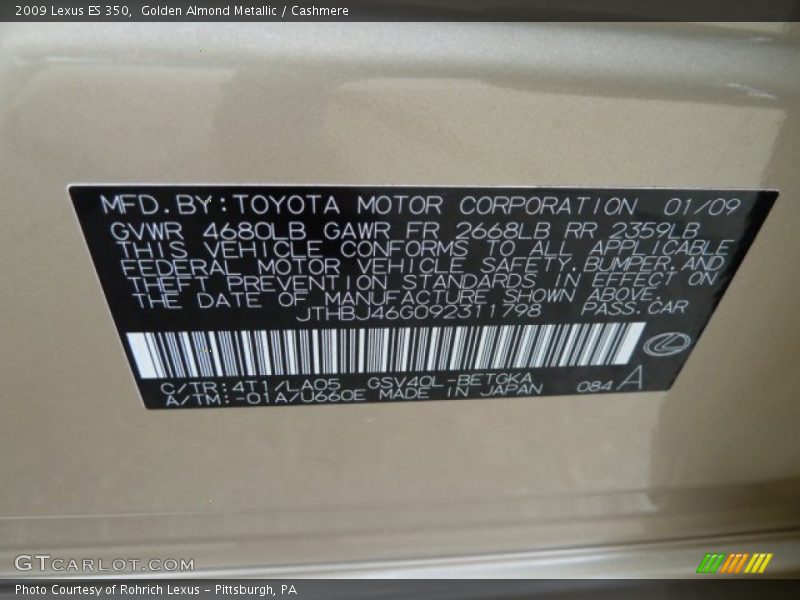 2009 Lexus ES 350,  Golden Almond Metallic / Cashmere
MFD. BY: TOYOTA MOTOR CORPORATION 01/09
GVWR 4680LB GAWR FR 2668LB RR 2359LB
THIS VEHICLE CONFORMS TO ALL APPLICABLE
FEDERAL MOTOR VEHICLE SAFETY, BUMPER, AND
THEFT PREVENTION STANDARDS IN EFFECT ON
THE DATE OF MANUFACTURE SHOWN ABOVE.
JTHBJ46G092311798 PASS. CAR
C/TR: 4T1/LA05 GSV40L-BETGKA
A/TM: -01A/U660E MADE IN JAPAN 084 A
GTCARLOT.COM
Photo Courtesy of Rohrich Lexus - Pittsburgh, PA